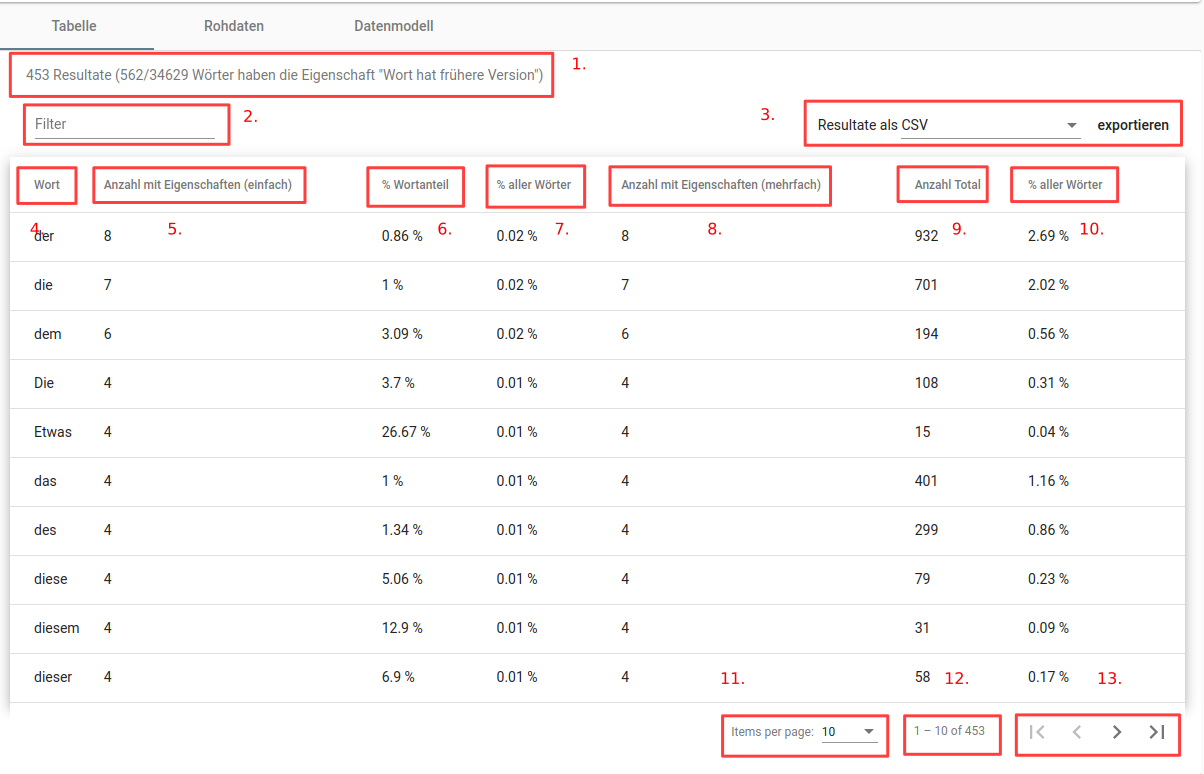 Tabelle Rohdaten Datenmodell
453 Resultate (562/34629 Wörter haben die Eigenschaft "Wort hat frühere Version") 1.
Filter 2. 3. Resultate als CSV exportieren
Wort Anzahl mit Eigenschaften (einfach) % Wortanteil % aller Wörter Anzahl mit Eigenschaften (mehrfach) Anzahl Total % aller Wörter
4. 5. 6. 7. 8. 9. 10.
der 8 0.86 % 0.02 % 8 932 2.69 %
die 7 1 % 0.02 % 7 701 2.02 %
dem 6 3.09 % 0.02 % 6 194 0.56 %
Die 4 3.7 % 0.01 % 4 108 0.31 %
Etwas 4 26.67 % 0.01 % 4 15 0.04 %
das 4 1 % 0.01 % 4 401 1.16 %
des 4 1.34 % 0.01 % 4 299 0.86 %
diese 4 5.06 % 0.01 % 4 79 0.23 %
diesem 4 12.9 % 0.01 % 4 31 0.09 %
dieser 4 6.9 % 0.01 % 4 58 0.17 %
11. 12. 13.
Items per page: 10 1 – 10 of 453